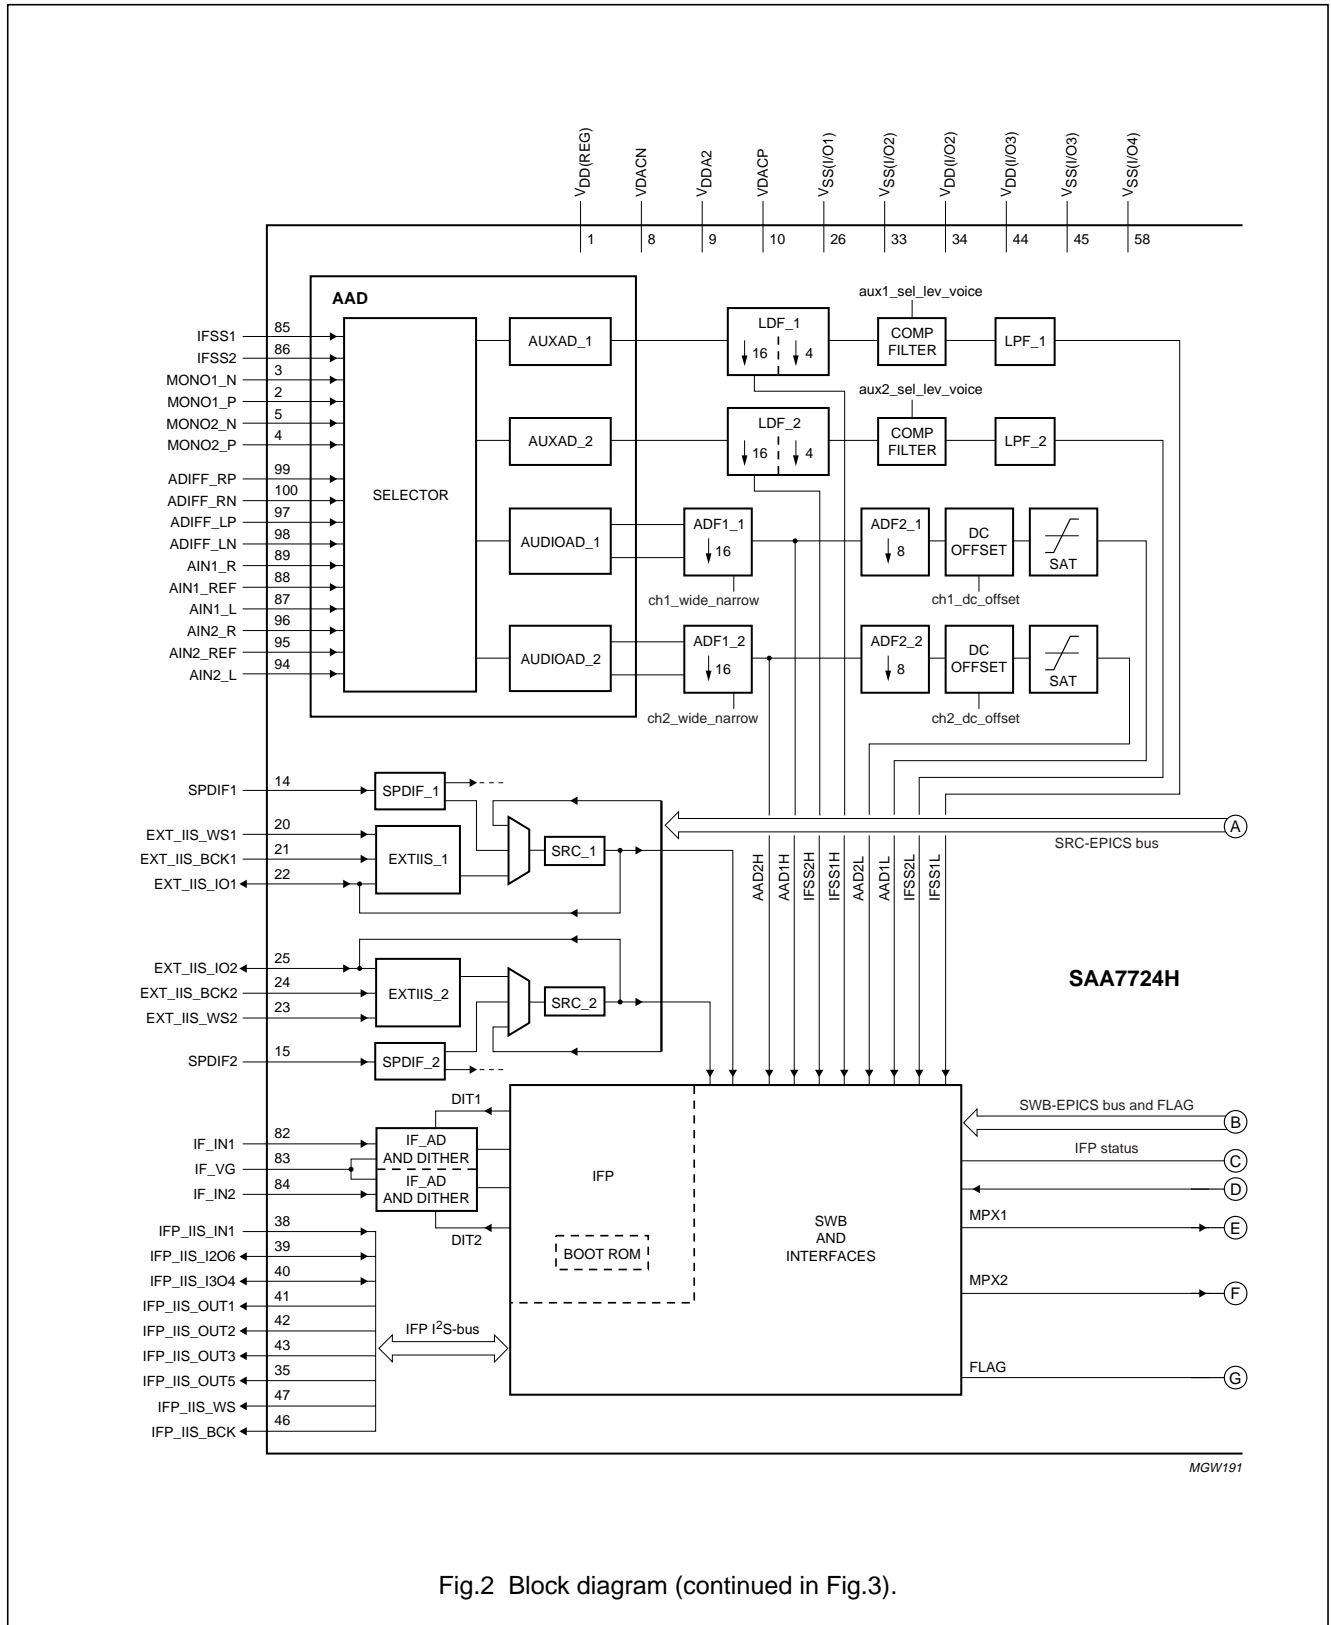 VDD(REG)
VDACN
VDDA2
VDACP
VSS(I/O1)
VSS(I/O2)
VDD(I/O2)
VDD(I/O3)
VSS(I/O3)
VSS(I/O4)
1
8
9
10
26
33
34
44
45
58
AAD
SELECTOR
AUXAD_1
AUXAD_2
AUDIOAD_1
AUDIOAD_2
IFSS1
85
IFSS2
86
MONO1_N
3
MONO1_P
2
MONO2_N
5
MONO2_P
4
ADIFF_RP
99
ADIFF_RN
100
ADIFF_LP
97
ADIFF_LN
98
AIN1_R
89
AIN1_REF
88
AIN1_L
87
AIN2_R
96
AIN2_REF
95
AIN2_L
94
LDF_1
16
4
aux1_sel_lev_voice
COMP
FILTER
LPF_1
LDF_2
16
4
aux2_sel_lev_voice
COMP
FILTER
LPF_2
ADF1_1
16
ch1_wide_narrow
ADF2_1
8
DC
OFFSET
ch1_dc_offset
SAT
ADF1_2
16
ch2_wide_narrow
ADF2_2
8
DC
OFFSET
ch2_dc_offset
SAT
SPDIF1
14
SPDIF_1
EXT_IIS_WS1
20
EXT_IIS_BCK1
21
EXT_IIS_IO1
22
EXTIIS_1
SRC_1
A
SRC-EPICS bus
AAD2H
AAD1H
IFSS2H
IFSS1H
AAD2L
AAD1L
IFSS2L
IFSS1L
EXT_IIS_IO2
25
EXT_IIS_BCK2
24
EXT_IIS_WS2
23
EXTIIS_2
SRC_2
SPDIF2
15
SPDIF_2
SAA7724H
DIT1
IF_IN1
82
IF_VG
83
IF_IN2
84
IF_AD
AND DITHER
IF_AD
AND DITHER
DIT2
IFP
BOOT ROM
SWB
AND
INTERFACES
SWB-EPICS bus and FLAG
B
IFP status
C
D
MPX1
E
MPX2
F
FLAG
G
IFP_IIS_IN1
38
IFP_IIS_I2O6
39
IFP_IIS_I3O4
40
IFP_IIS_OUT1
41
IFP_IIS_OUT2
42
IFP_IIS_OUT3
43
IFP_IIS_OUT5
35
IFP_IIS_WS
47
IFP_IIS_BCK
46
IFP I2S-bus
MGW191
Fig.2 Block diagram (continued in Fig.3).